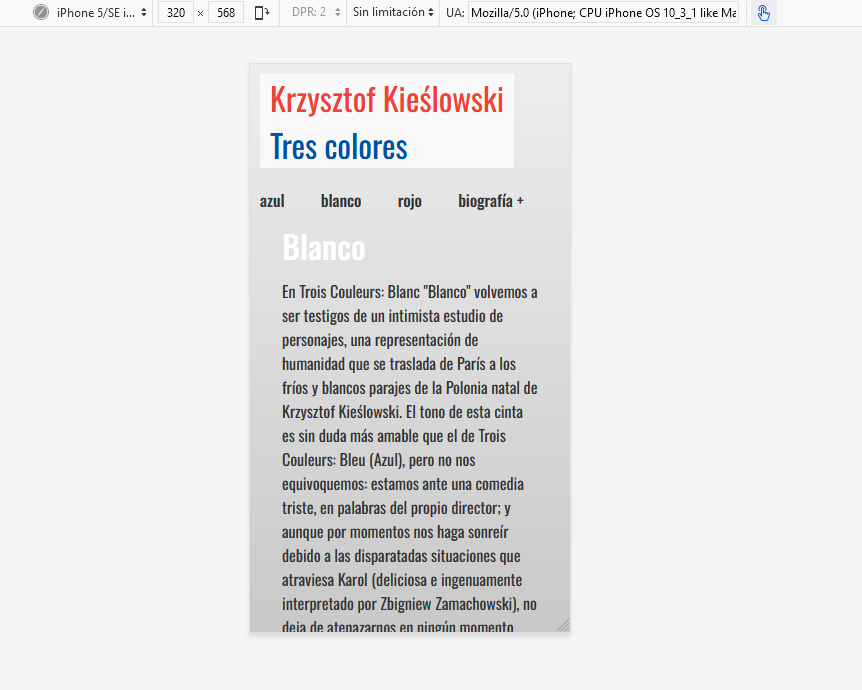 iPhone 5/SE i... 320 × 568 DPR: 2 Sin limitación UA: Mozilla/5.0 (iPhone; CPU iPhone OS 10_3_1 like Ma
Krzysztof Kieślowski
Tres colores
azul blanco rojo biografía +
Blanco
En Trois Couleurs: Blanc "Blanco" volvemos a
ser testigos de un intimista estudio de
personajes, una representación de
humanidad que se traslada de París a los
fríos y blancos parajes de la Polonia natal de
Krzysztof Kieślowski. El tono de esta cinta
es sin duda más amable que el de Trois
Couleurs: Bleu (Azul), pero no nos
equivoquemos: estamos ante una comedia
triste, en palabras del propio director; y
aunque por momentos nos haga sonreír
debido a las disparatadas situaciones que
atraviesa Karol (deliciosa e ingenuamente
interpretado por Zbigniew Zamachowski), no
deja de atenazarnos en ningún momento